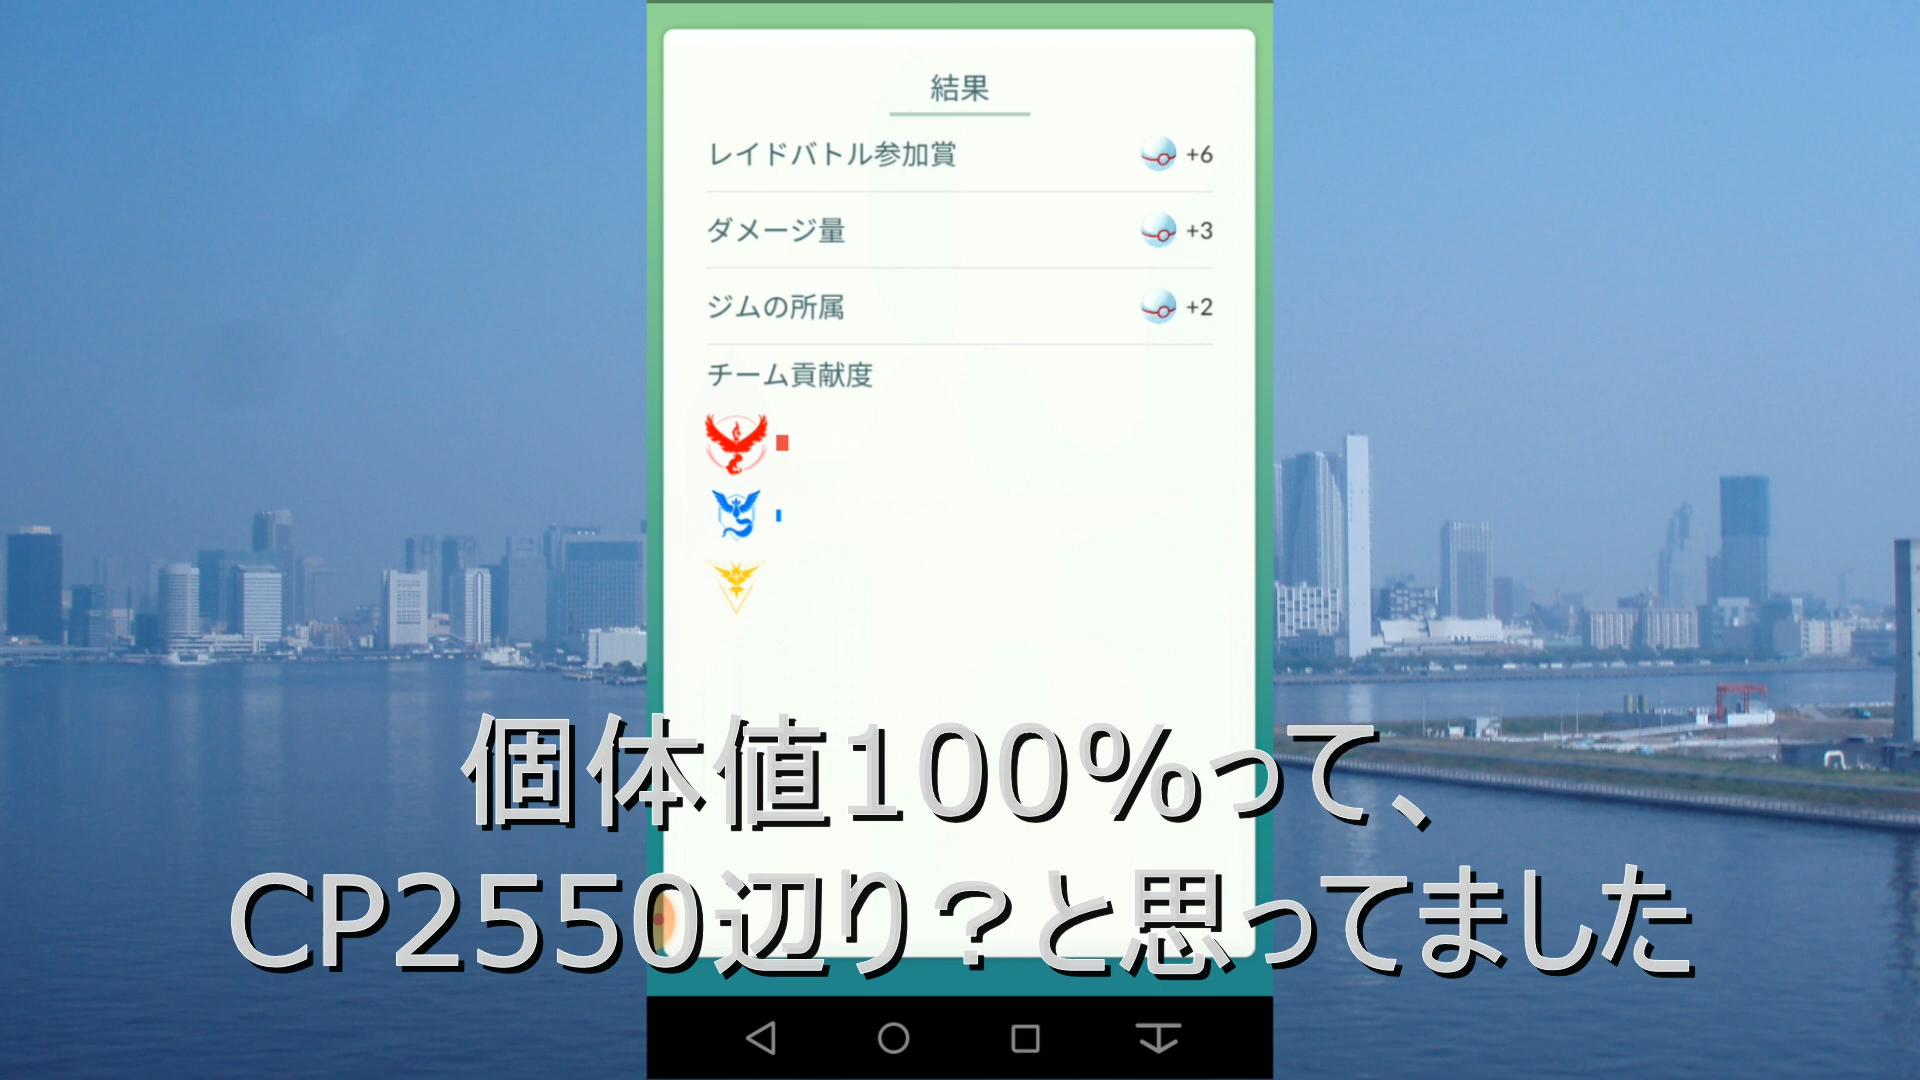 結果
レイドバトル参加賞 +6
ダメージ量 +3
ジムの所属 +2
チーム貢献度
個体値100%って、
CP2550辺り？と思ってました